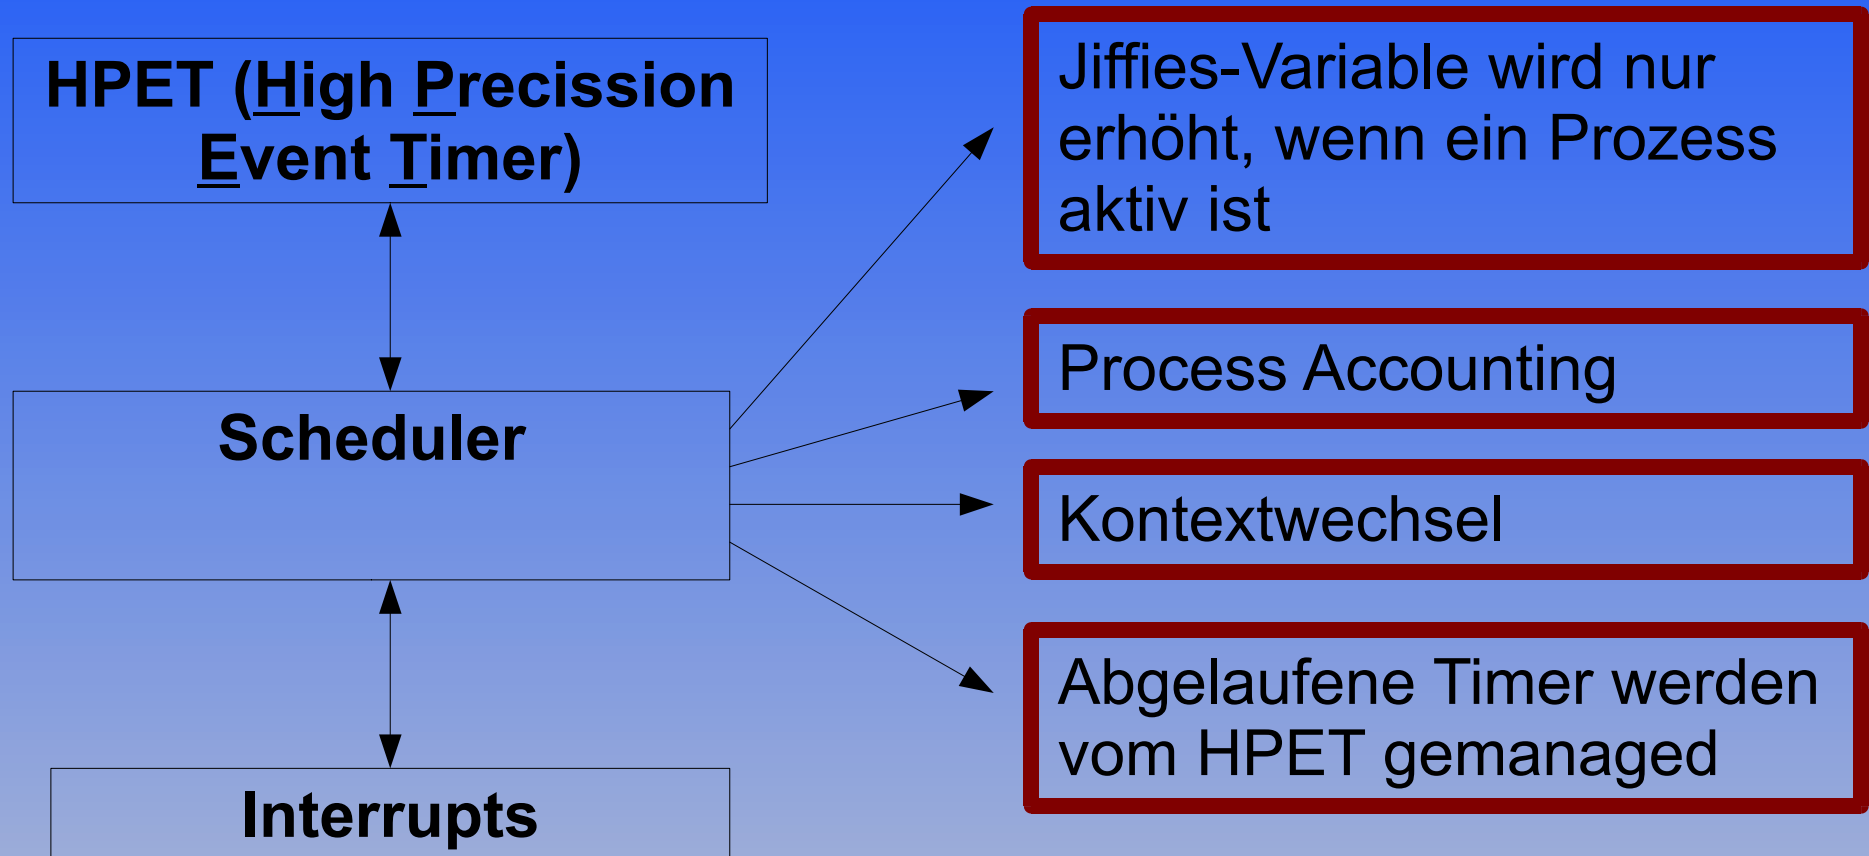 HPET (High Precission
Event Timer)
Scheduler
Interrupts
Jiffies-Variable wird nur
erhöht, wenn ein Prozess
aktiv ist
Process Accounting
Kontextwechsel
Abgelaufene Timer werden
vom HPET gemanaged